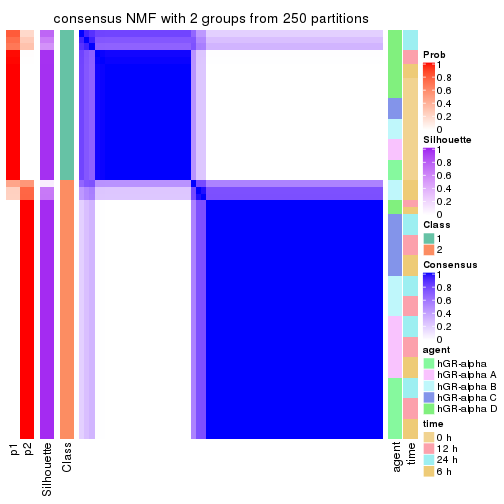 consensus NMF with 2 groups from 250 partitions
Prob
1
0.8
0.6
0.4
0.2
0
Silhouette
1
0.8
0.6
0.4
0.2
0
Class
1
2
Consensus
1
0.8
0.6
0.4
0.2
0
agent
hGR-alpha
hGR-alpha A
hGR-alpha B
hGR-alpha C
hGR-alpha D
time
0 h
12 h
24 h
6 h
p1
p2
Silhouette
Class
agent
time